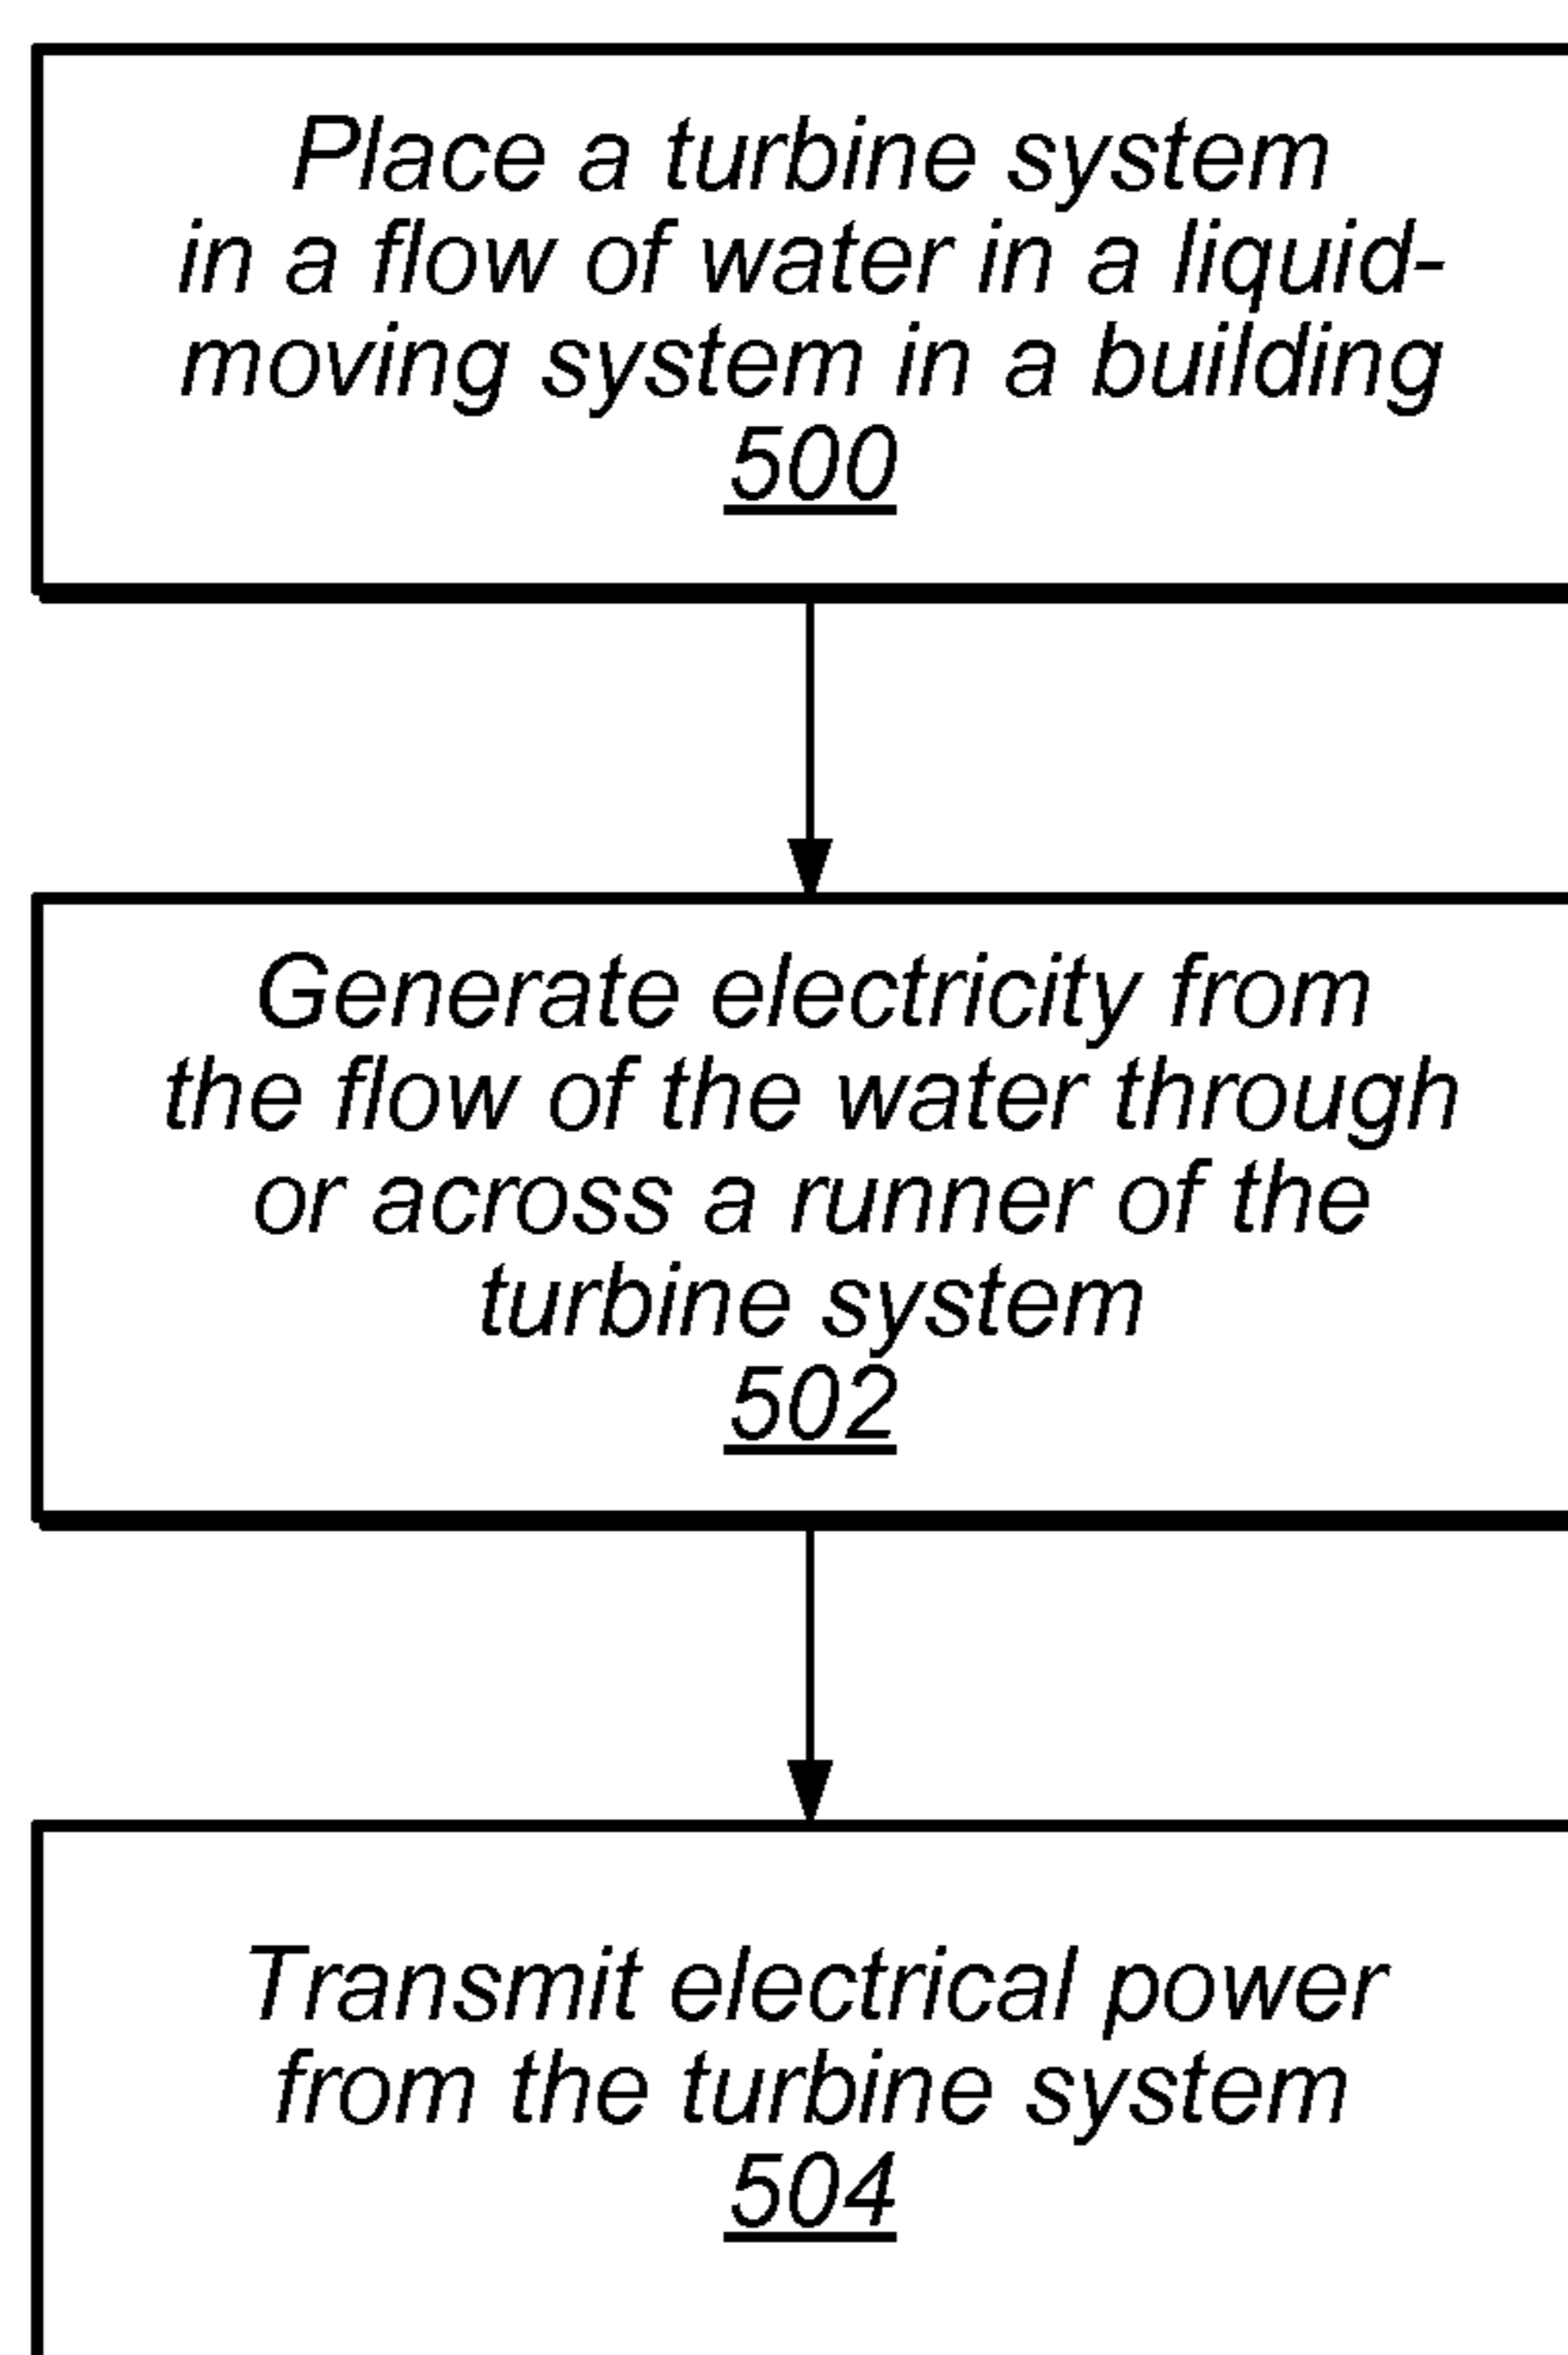 Place a turbine system
in a flow of water in a liquid-
moving system in a building
500
Generate electricity from
the flow of the water through
or across a runner of the
turbine system
502
Transmit electrical power
from the turbine system
504